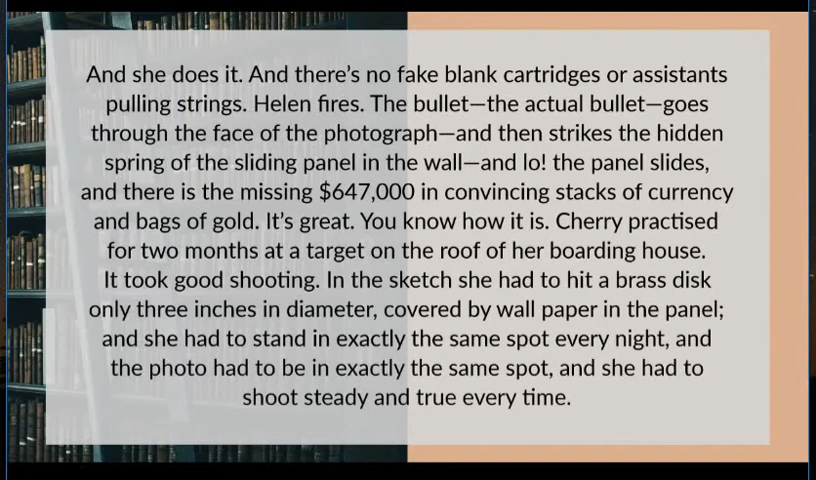 And she does it. And there’s no fake blank cartridges or assistants
pulling strings. Helen fires. The bullet—the actual bullet—goes
through the face of the photograph—and then strikes the hidden
spring of the sliding panel in the wall—and lo! the panel slides,
and there is the missing $647,000 in convincing stacks of currency
and bags of gold. It’s great. You know how it is. Cherry practised
for two months at a target on the roof of her boarding house.
It took good shooting. In the sketch she had to hit a brass disk
only three inches in diameter, covered by wall paper in the panel;
and she had to stand in exactly the same spot every night, and
the photo had to be in exactly the same spot, and she had to
shoot steady and true every time.